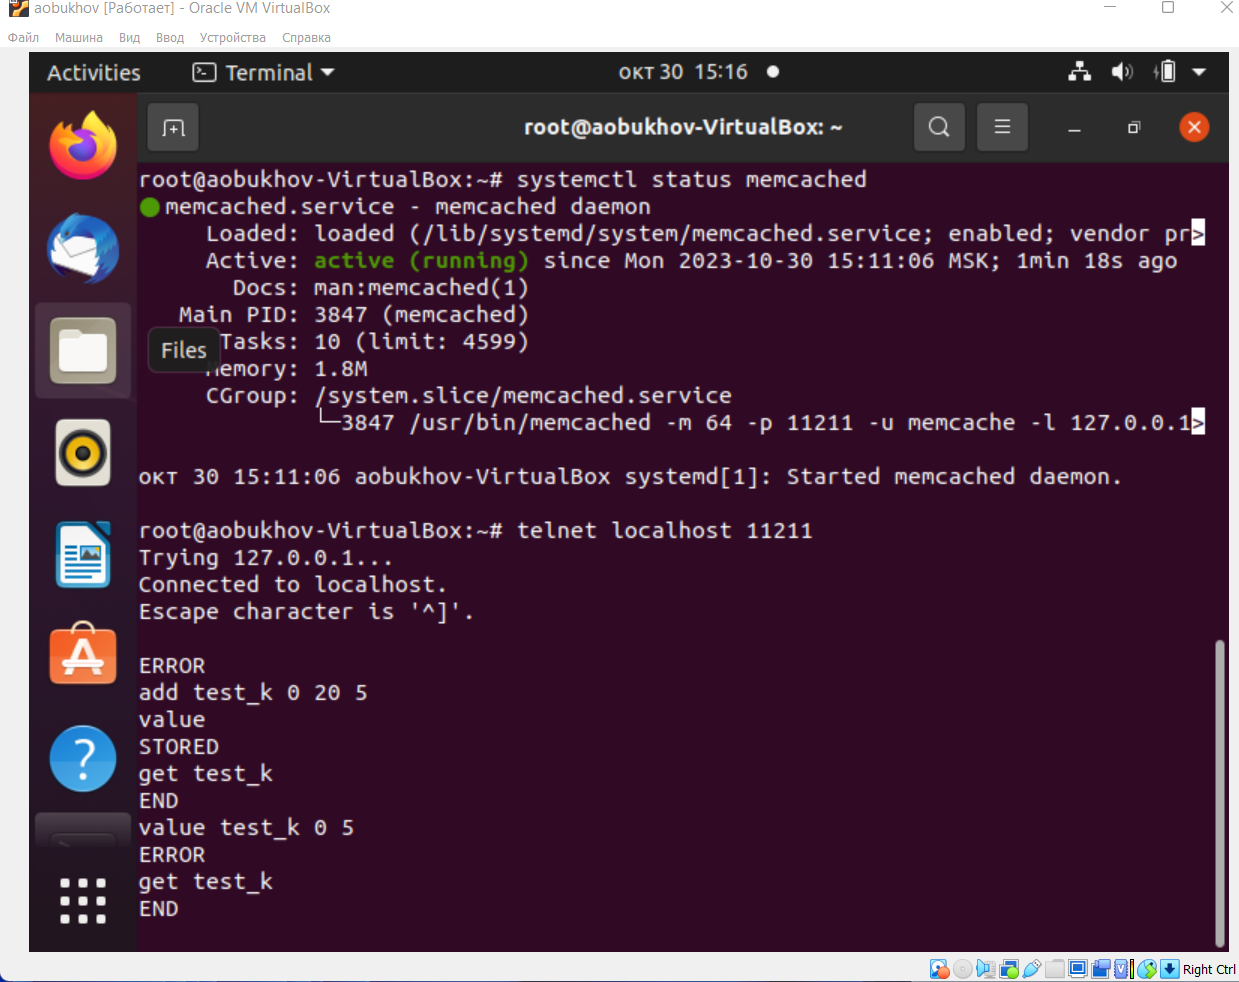 aobukhov [Работает] - Oracle VM VirtualBox
Файл Машина Вид Ввод Устройства Справка
Activities Terminal окт 30 15:16
root@aobukhov-VirtualBox: ~
root@aobukhov-VirtualBox:~# systemctl status memcached
memcached.service - memcached daemon
Loaded: loaded (/lib/systemd/system/memcached.service; enabled; vendor pr>
Active: active (running) since Mon 2023-10-30 15:11:06 MSK; 1min 18s ago
Docs: man:memcached(1)
Main PID: 3847 (memcached)
Tasks: 10 (limit: 4599)
Files
Memory: 1.8M
CGroup: /system.slice/memcached.service
└─3847 /usr/bin/memcached -m 64 -p 11211 -u memcache -l 127.0.0.1>
окт 30 15:11:06 aobukhov-VirtualBox systemd[1]: Started memcached daemon.
root@aobukhov-VirtualBox:~# telnet localhost 11211
Trying 127.0.0.1...
Connected to localhost.
Escape character is '^]'.
ERROR
add test_k 0 20 5
value
STORED
get test_k
END
value test_k 0 5
ERROR
get test_k
END
Right Ctrl